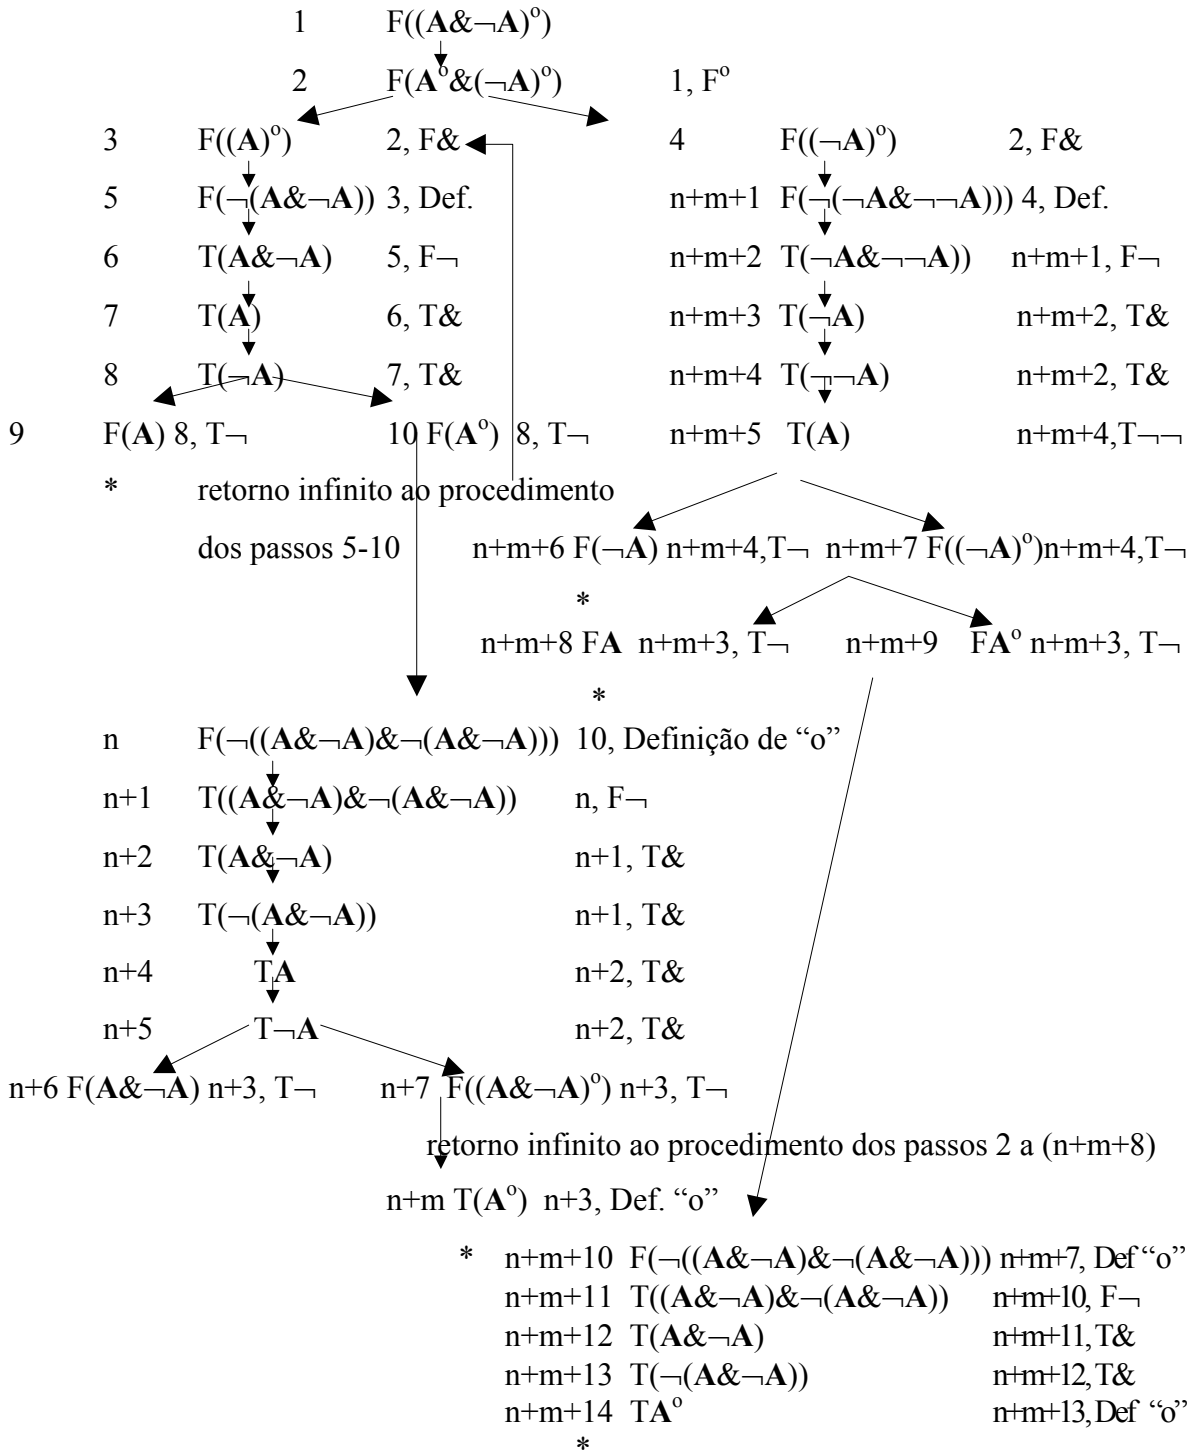 1 F((A&¬A)º)
2 F(Aº&(¬A)º) 1, Fº
3 F((A)º) 2, F& 4 F((¬A)º) 2, F&
5 F(¬(A&¬A)) 3, Def. n+m+1 F(¬(¬A&¬¬A))) 4, Def.
6 T(A&¬A) 5, F¬ n+m+2 T(¬A&¬¬A)) n+m+1, F¬
7 T(A) 6, T& n+m+3 T(¬A) n+m+2, T&
8 T(¬A) 7, T& n+m+4 T(¬¬A) n+m+2, T&
9 F(A) 8, T¬ 10 F(Aº) 8, T¬ n+m+5 T(A) n+m+4,T¬¬
* retorno infinito ao procedimento
dos passos 5-10 n+m+6 F(¬A) n+m+4,T¬ n+m+7 F((¬A)º)n+m+4,T¬
*
n+m+8 FA n+m+3, T¬ n+m+9 FAº n+m+3, T¬
*
n F(¬((A&¬A)&¬(A&¬A))) 10, Definição de “o”
n+1 T((A&¬A)&¬(A&¬A)) n, F¬
n+2 T(A&¬A) n+1, T&
n+3 T(¬(A&¬A)) n+1, T&
n+4 TA n+2, T&
n+5 T¬A n+2, T&
n+6 F(A&¬A) n+3, T¬ n+7 F((A&¬A)º) n+3, T¬
retorno infinito ao procedimento dos passos 2 a (n+m+8)
n+m T(Aº) n+3, Def. “o”
* n+m+10 F(¬((A&¬A)&¬(A&¬A))) n+m+7, Def “o”
n+m+11 T((A&¬A)&¬(A&¬A)) n+m+10, F¬
n+m+12 T(A&¬A) n+m+11,T&
n+m+13 T(¬(A&¬A)) n+m+12,T&
n+m+14 TAº n+m+13,Def “o”
*